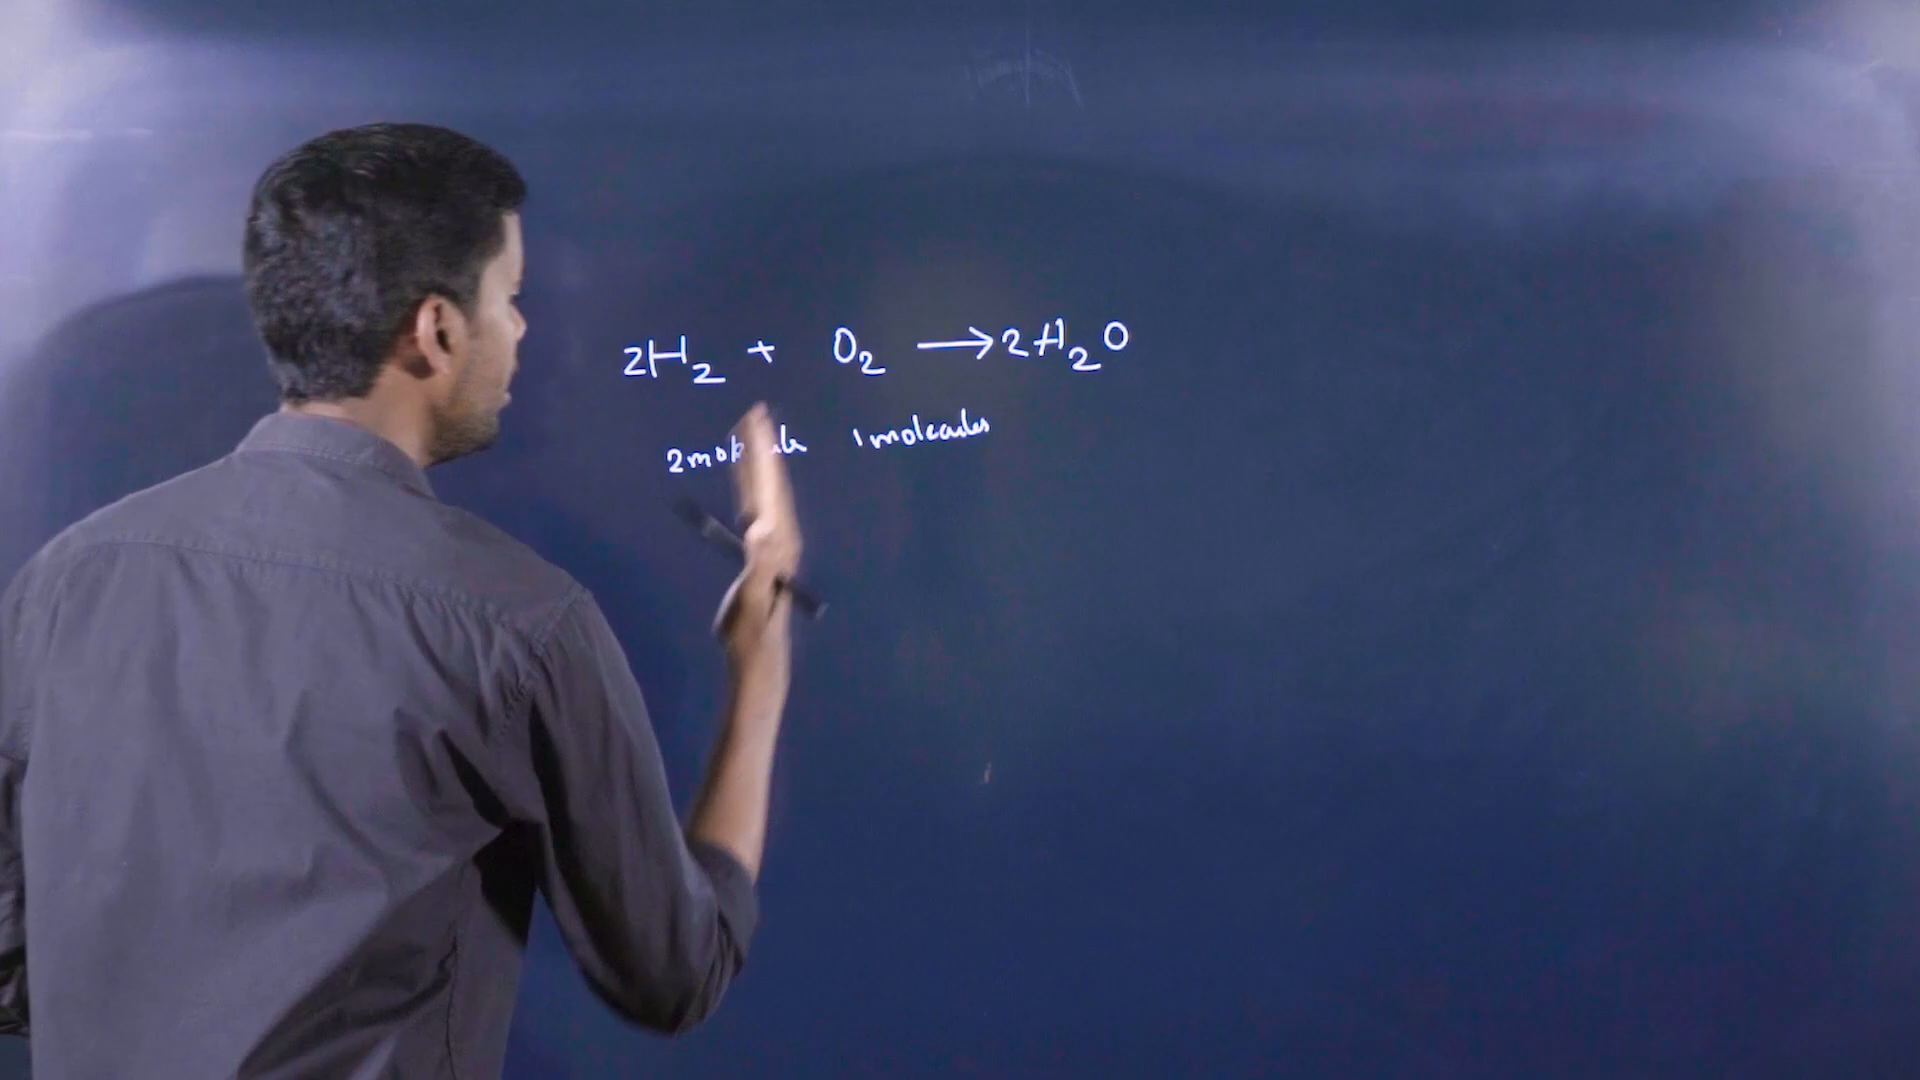 2H₂ + O₂ → 2H₂O
1 molecules